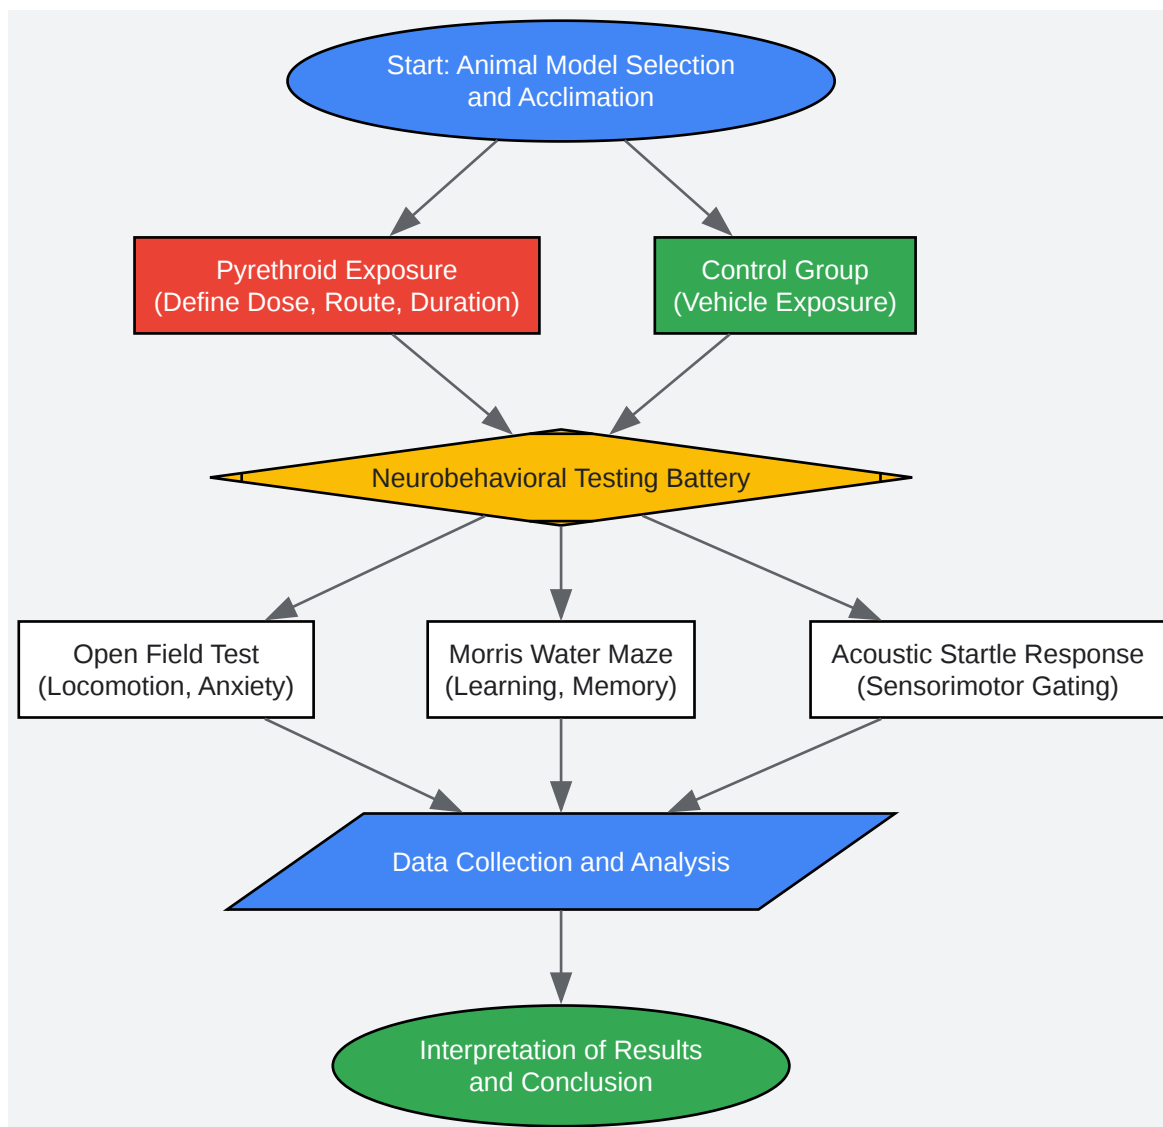 Start: Animal Model Selection
and Acclimation
Pyrethroid Exposure
(Define Dose, Route, Duration)
Control Group
(Vehicle Exposure)
Neurobehavioral Testing Battery
Open Field Test
(Locomotion, Anxiety)
Morris Water Maze
(Learning, Memory)
Acoustic Startle Response
(Sensorimotor Gating)
Data Collection and Analysis
Interpretation of Results
and Conclusion